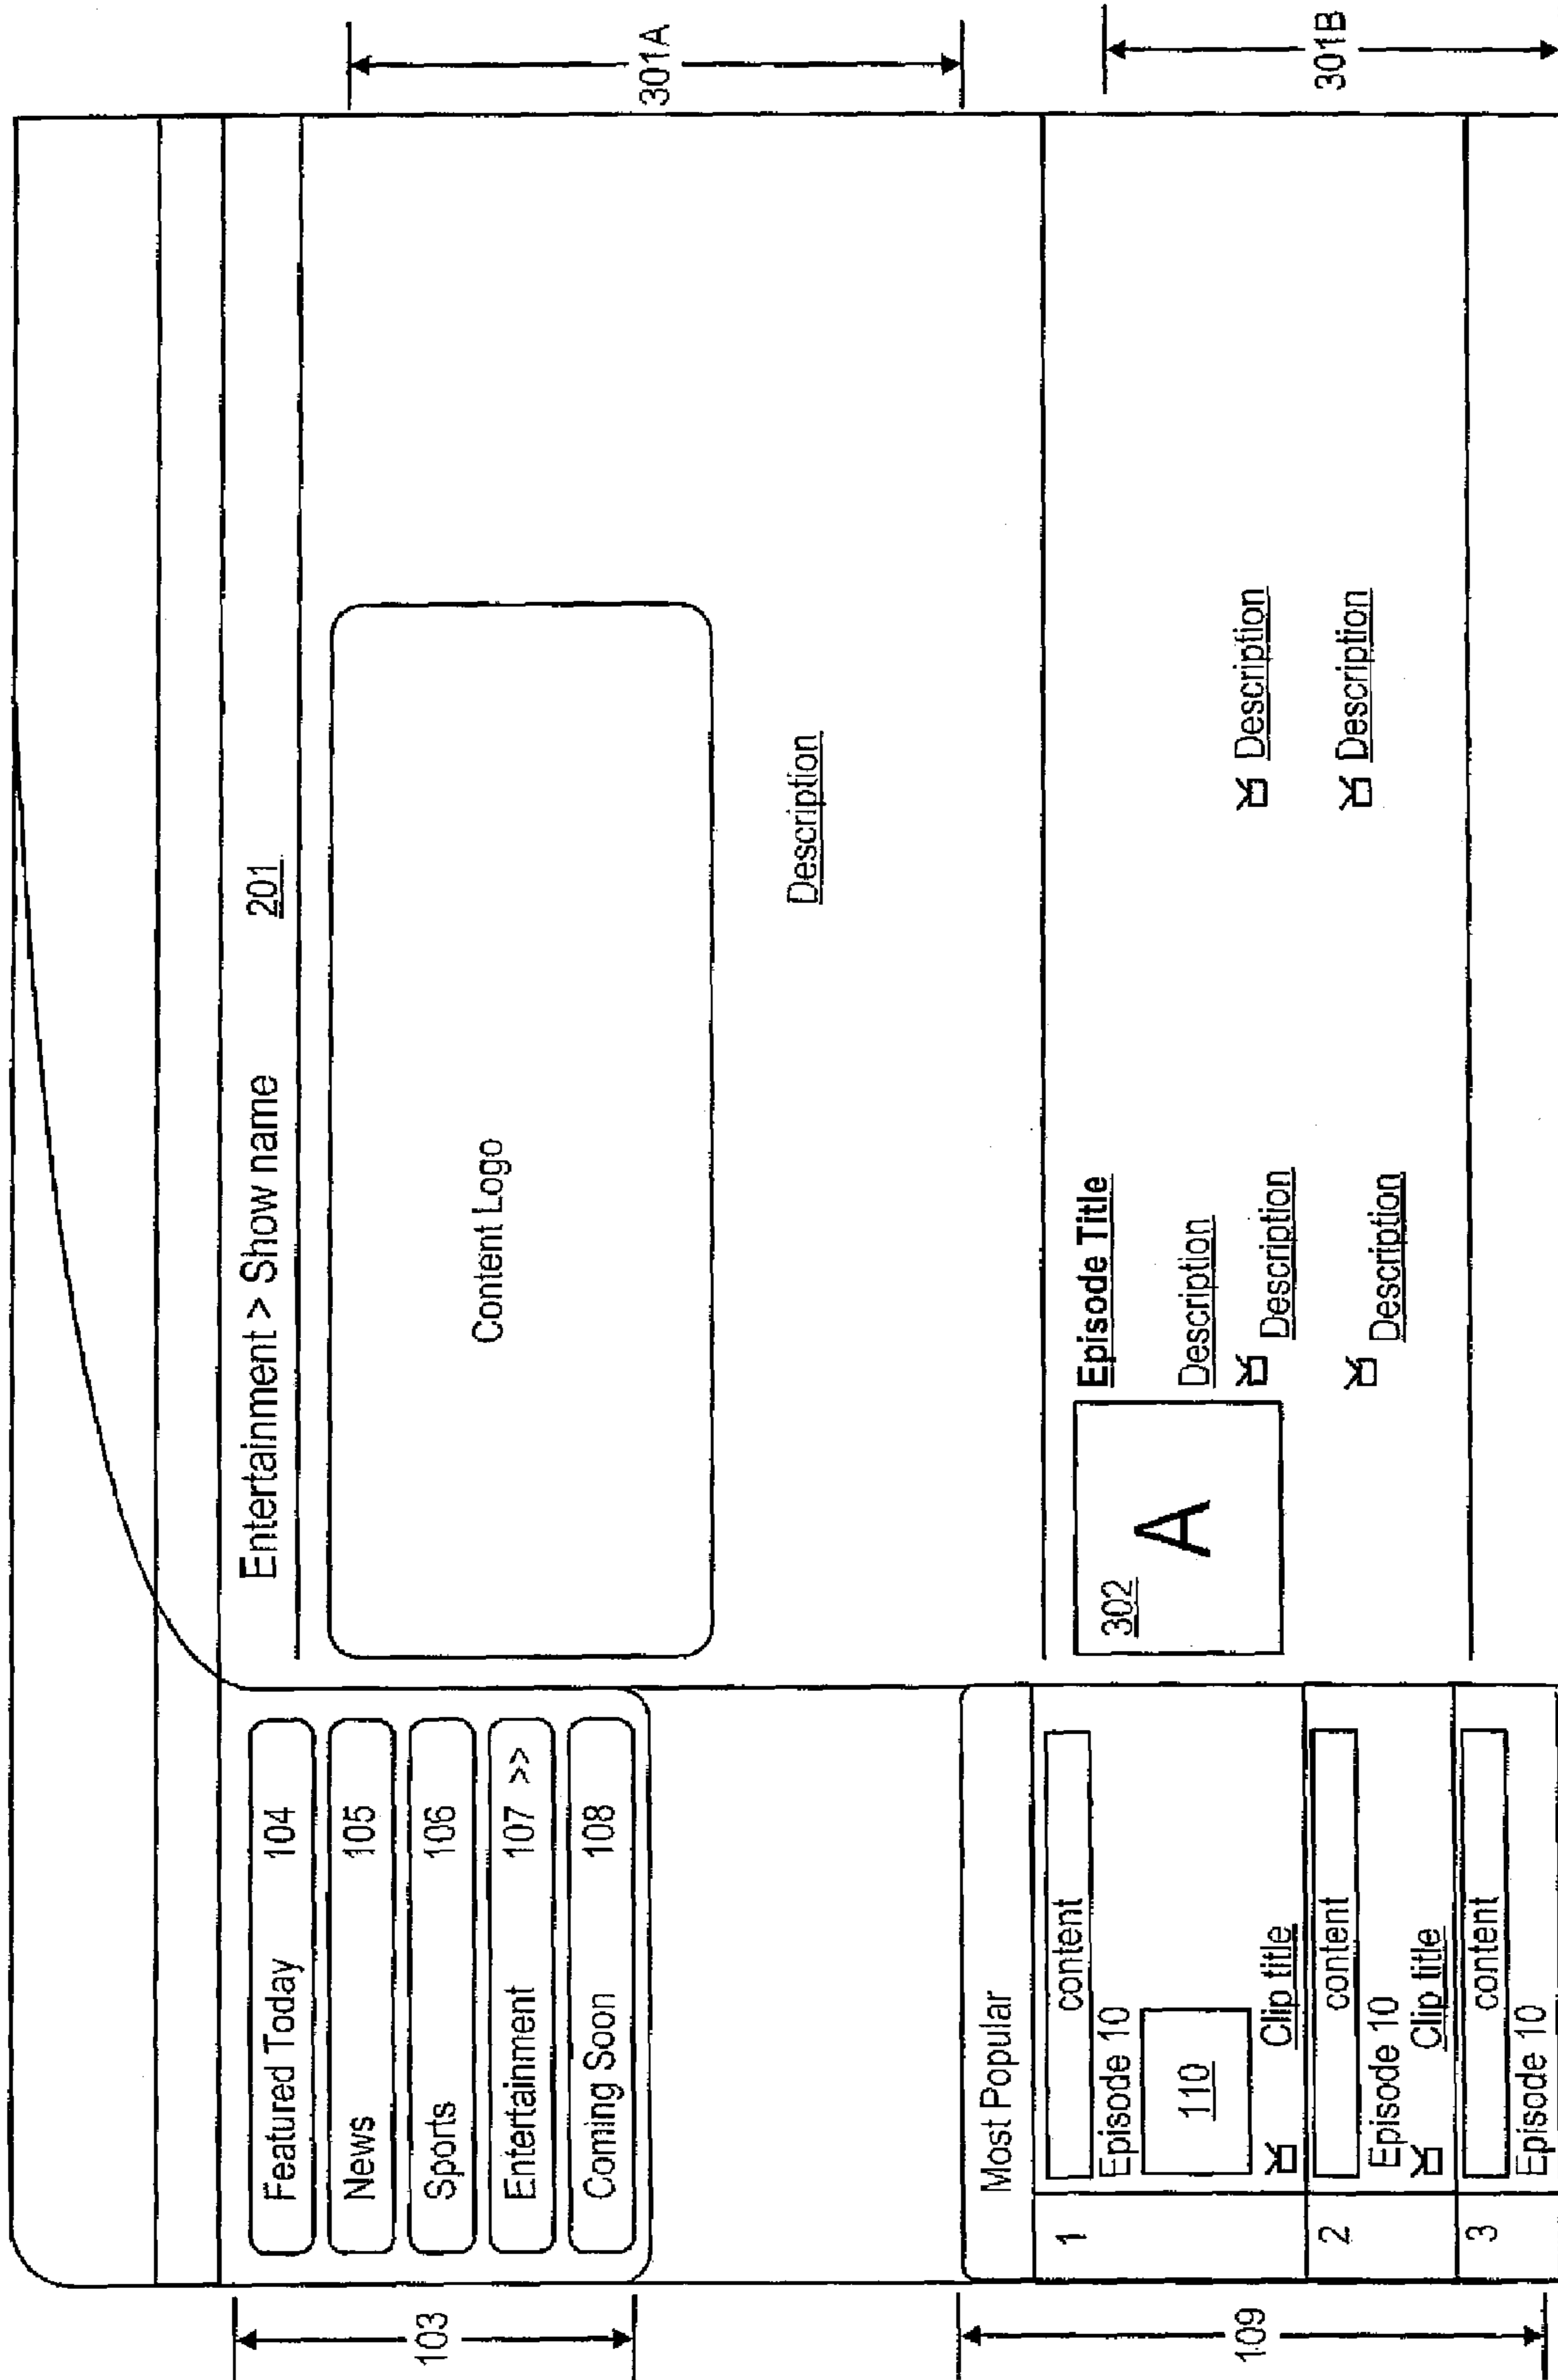 103
Featured Today 104
News 105
Sports 106
Entertainment 107 >>
Coming Soon 108
109
Most Popular
1
content
Episode 10
110
Clip title
2
content
Episode 10
Clip title
3
content
Episode 10
Entertainment > Show name 201
Content Logo
Description
301A
302
A
Episode Title
Description
Description
Description
Description
Description
301B